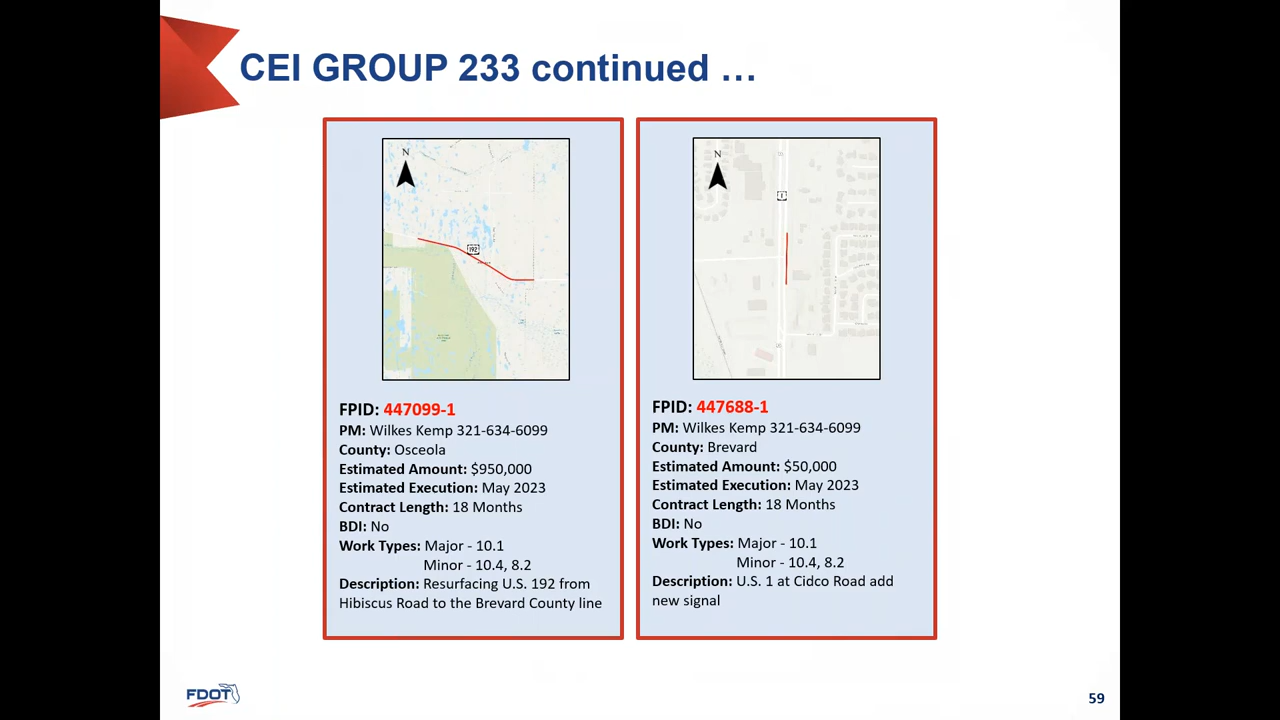 CEI GROUP 233 continued …
N
192
FPID: 447099-1
PM: Wilkes Kemp 321-634-6099
County: Osceola
Estimated Amount: $950,000
Estimated Execution: May 2023
Contract Length: 18 Months
BDI: No
Work Types: Major - 10.1
Minor - 10.4, 8.2
Description: Resurfacing U.S. 192 from
Hibiscus Road to the Brevard County line
N
1
FPID: 447688-1
PM: Wilkes Kemp 321-634-6099
County: Brevard
Estimated Amount: $50,000
Estimated Execution: May 2023
Contract Length: 18 Months
BDI: No
Work Types: Major - 10.1
Minor - 10.4, 8.2
Description: U.S. 1 at Cidco Road add
new signal
FDOT
59